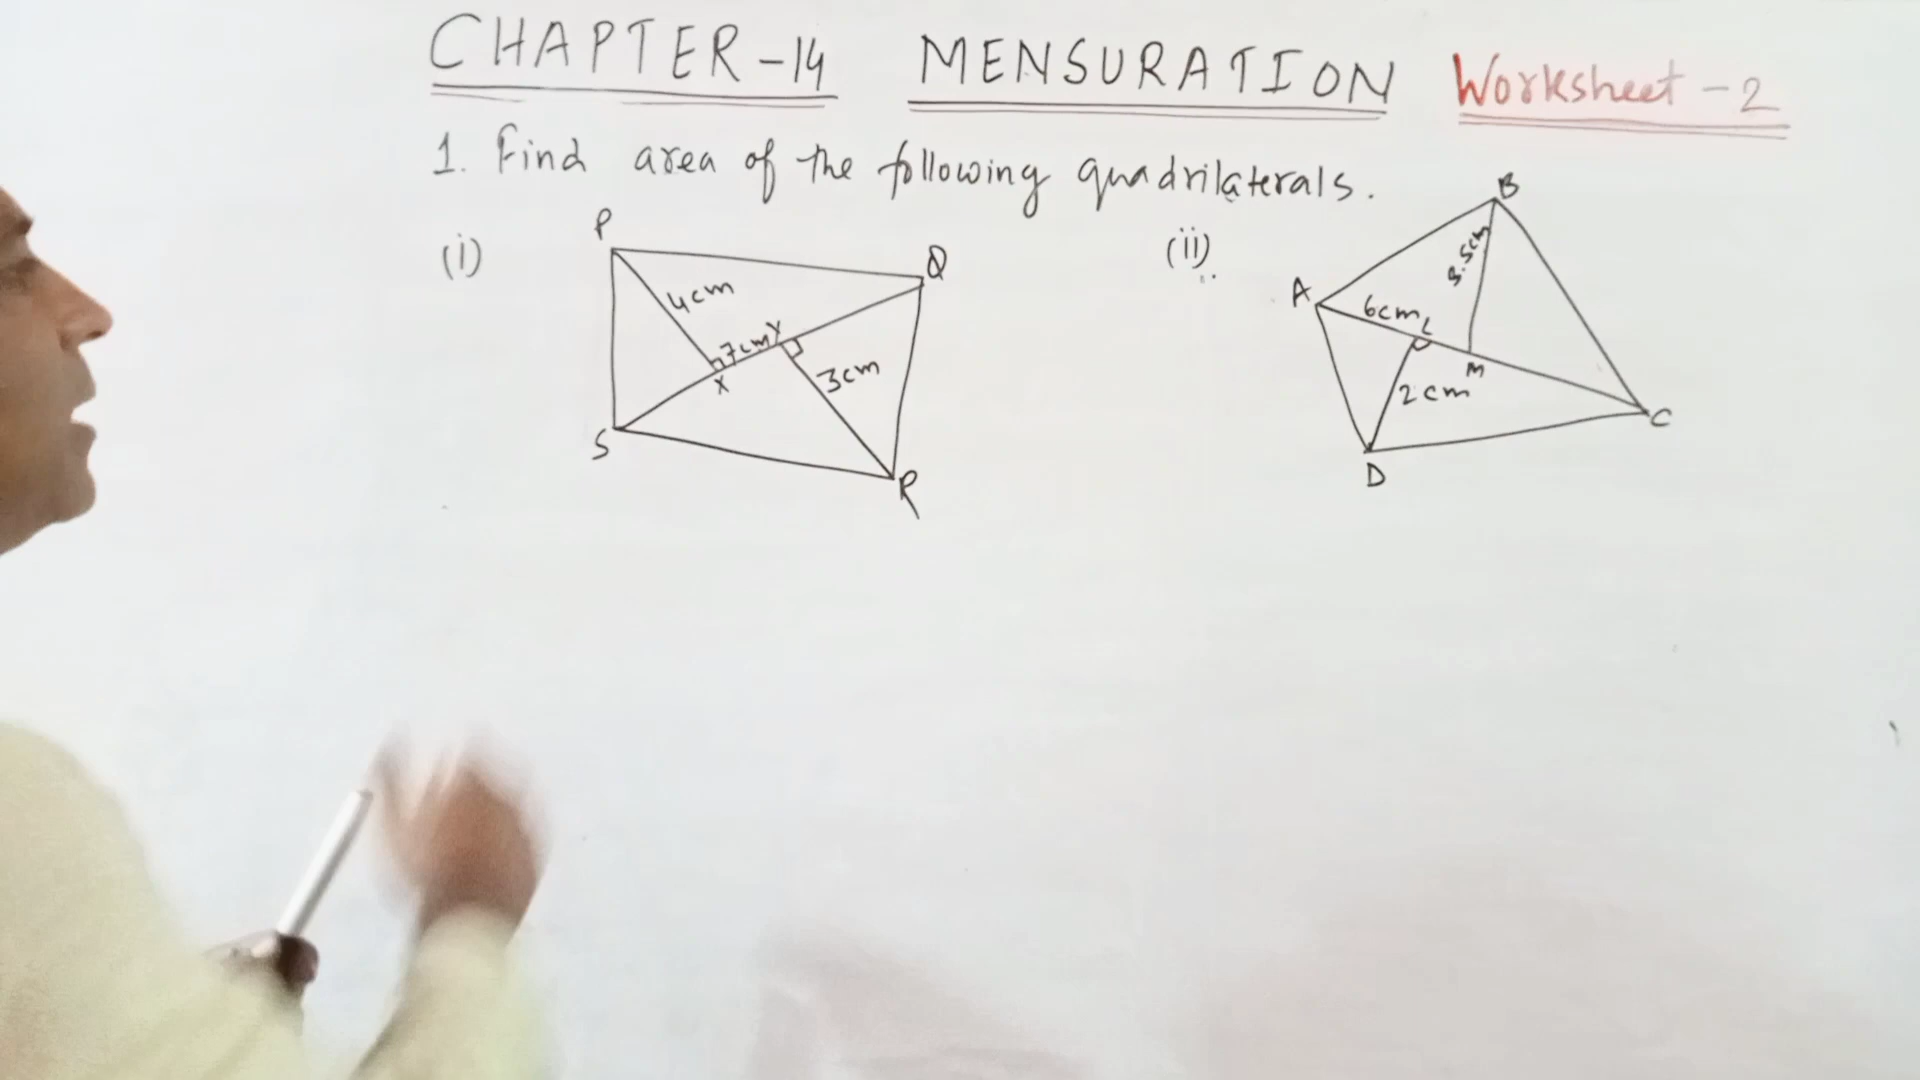 CHAPTER-14 MENSURATION Worksheet-2
1. Find area of the following quadrilaterals.
(i)
P
Q
4cm
7cm
Y
X
3cm
S
R
(ii)
B
3.5cm
A
6cm
L
M
2cm
C
D